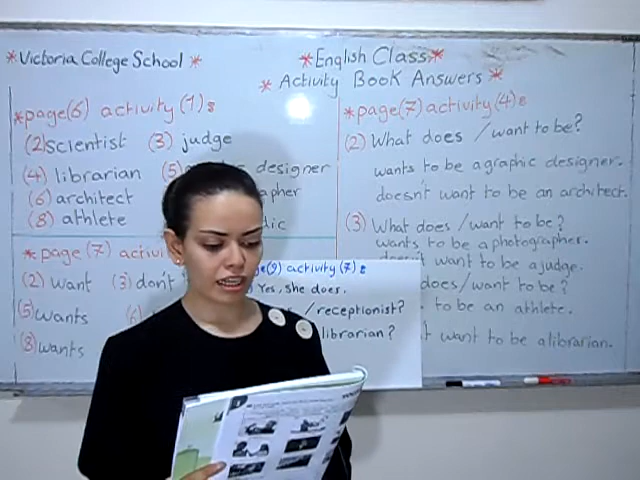 *Victoria College School *
*English Class*
* Activity Book Answers *
*page(6) activity (1):
(2)scientist (3) judge
(4) librarian (5) designer
(6) architect
(8) athlete
*page (7)
(2) want (3) don't
(5)wants
(8)wants
*page(7)activity(4):
(2) What does /want to be?
wants to be a graphic designer.
doesn't want to be an architect.
(3) What does /want to be?
wants to be a photographer.
want to be a judge.
does/want to be?
to be an athlete.
want to be a librarian.
(9) activity (7):
Yes, she does.
/receptionist?
librarian?